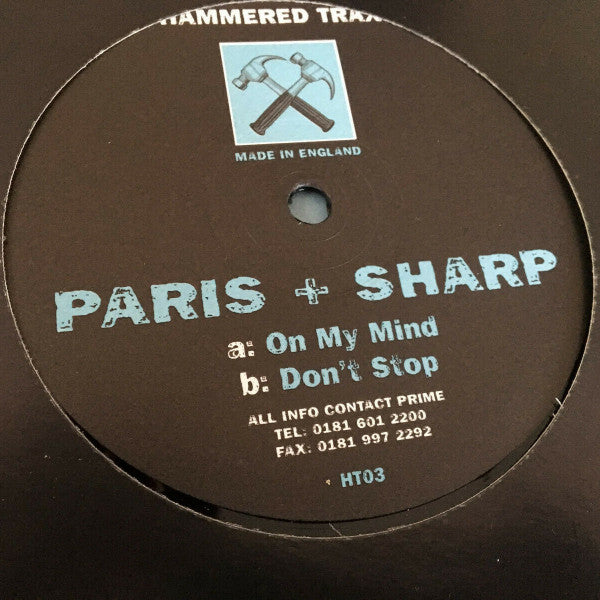 HAMMERED TRAX
MADE IN ENGLAND
PARIS + SHARP
a: On My Mind
b: Don't Stop
ALL INFO CONTACT PRIME
TEL: 0181 601 2200
FAX: 0181 997 2292
HT03